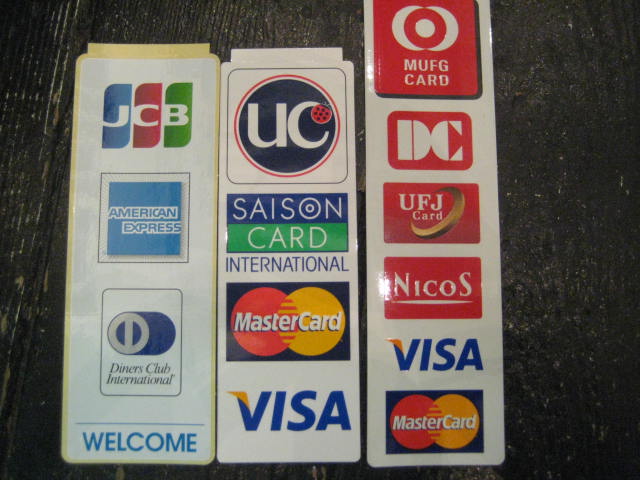 JCB
AMERICAN
EXPRESS
Diners Club
International®
WELCOME
UC
SAISON
CARD
INTERNATIONAL
MasterCard
VISA
MUFG
CARD
DC
UFJ
Card
NICOS
VISA
MasterCard